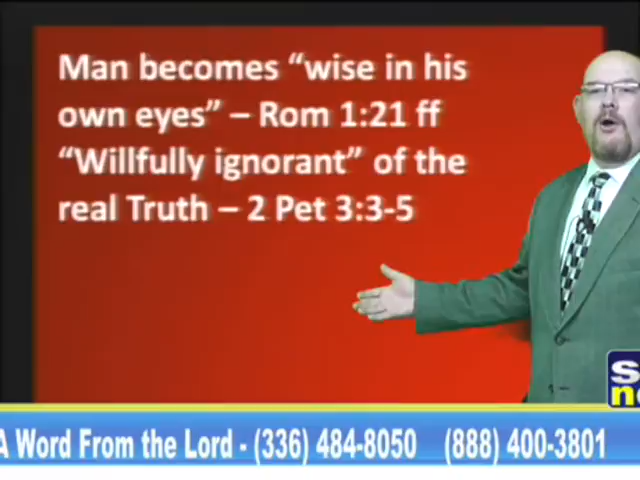 Man becomes “wise in his
own eyes” – Rom 1:21 ff
“Willfully ignorant” of the
real Truth – 2 Pet 3:3-5
A Word From the Lord - (336) 484-8050 (888) 400-3801